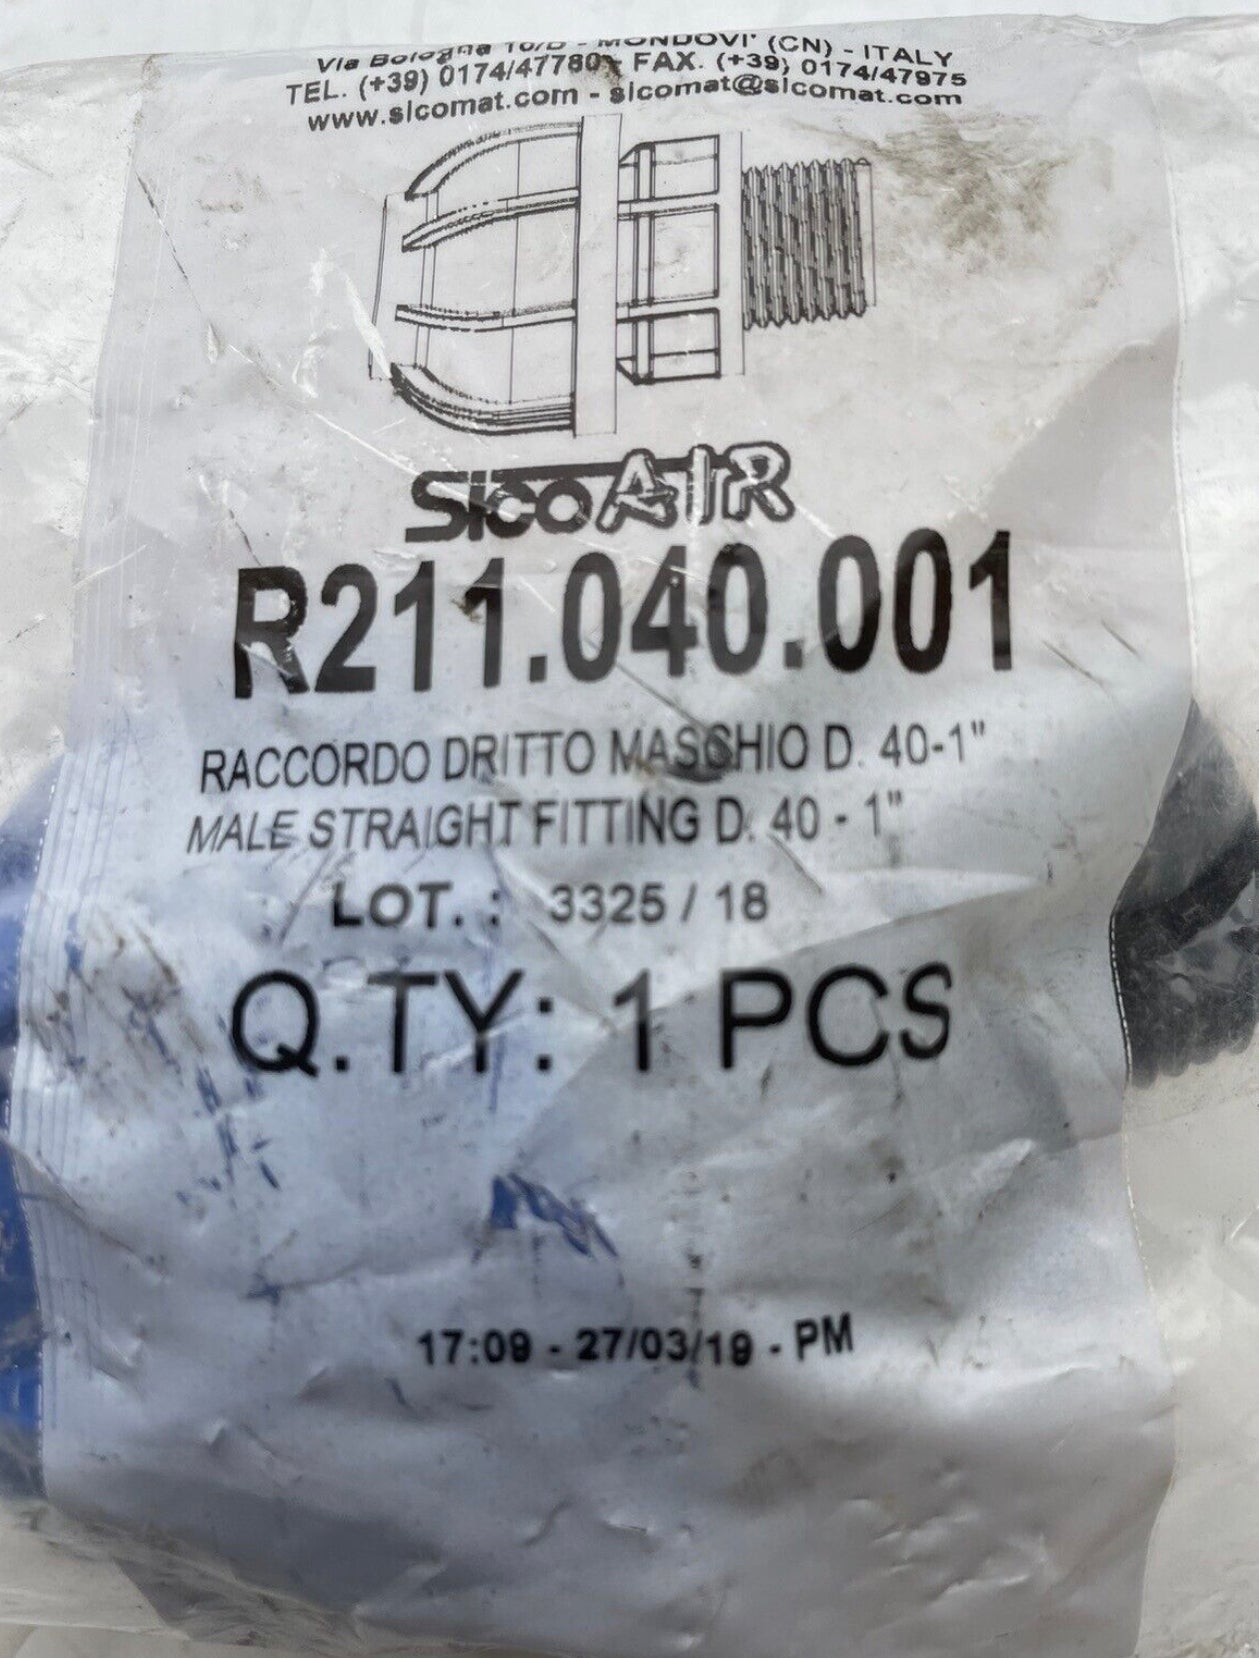 Via Bologna 10/D - MONDOVI' (CN) - ITALY
TEL. (+39) 0174/47780 - FAX. (+39) 0174/47975
www.sicomat.com - sicomat@sicomat.com
SICOAIR
R211.040.001
RACCORDO DRITTO MASCHIO D. 40-1"
MALE STRAIGHT FITTING D. 40 - 1"
LOT. : 3325 / 18
Q.TY: 1 PCS
17:09 - 27/03/19 - PM